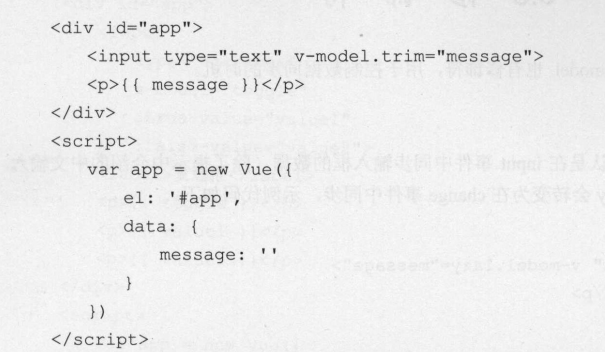 <div id="app">
    <input type="text" v-model.trim="message">
    <p>{{ message }}</p>
</div>
<script>
    var app = new Vue({
        el: '#app',
        data: {
            message: ''
        }
    })
</script>